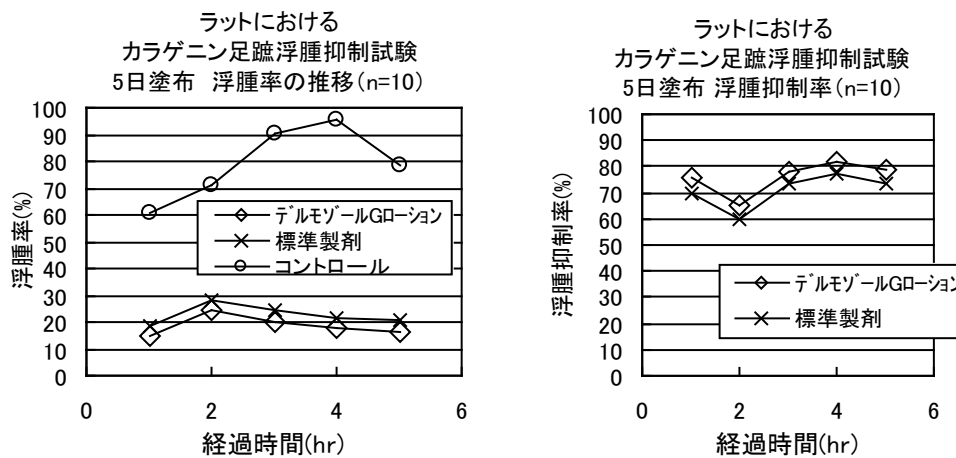 ラットにおける
カラゲニン足蹠浮腫抑制試験
5日塗布 浮腫率の推移(n=10)
100
90
80
70
60
50
40
30
20
10
0
浮腫率(%)
デルモゾールGローション
標準製剤
コントロール
0
2
4
6
経過時間(hr)
ラットにおける
カラゲニン足蹠浮腫抑制試験
5日塗布 浮腫抑制率(n=10)
100
90
80
70
60
50
40
30
20
10
0
浮腫抑制率(%)
デルモゾールGローション
標準製剤
0
2
4
6
経過時間(hr)